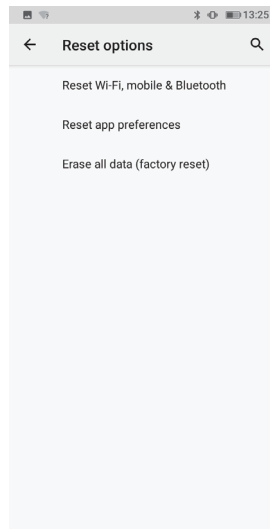 13:25
Reset options
Reset Wi-Fi, mobile & Bluetooth
Reset app preferences
Erase all data (factory reset)